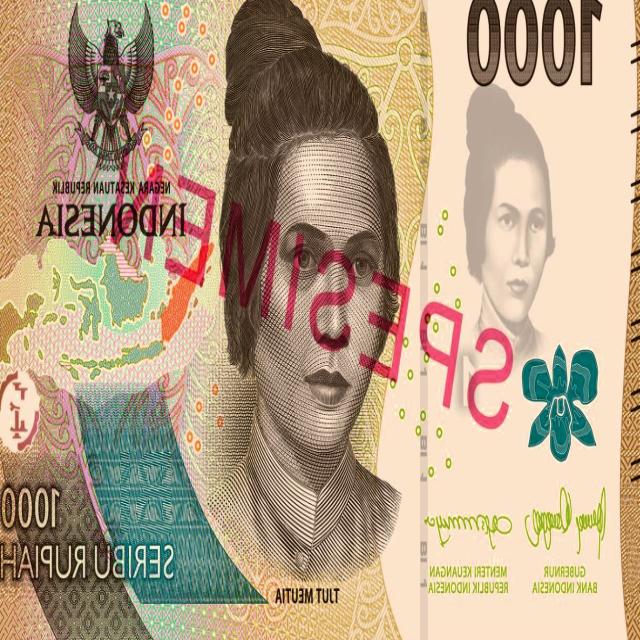 1000
NEGARA KESATUAN REPUBLIK
INDONESIA
SPESIMEN
1000
SERIBU RUPIAH
TJUT MEUTIA
GUBERNUR
BANK INDONESIA
MENTERI KEUANGAN
REPUBLIK INDONESIA